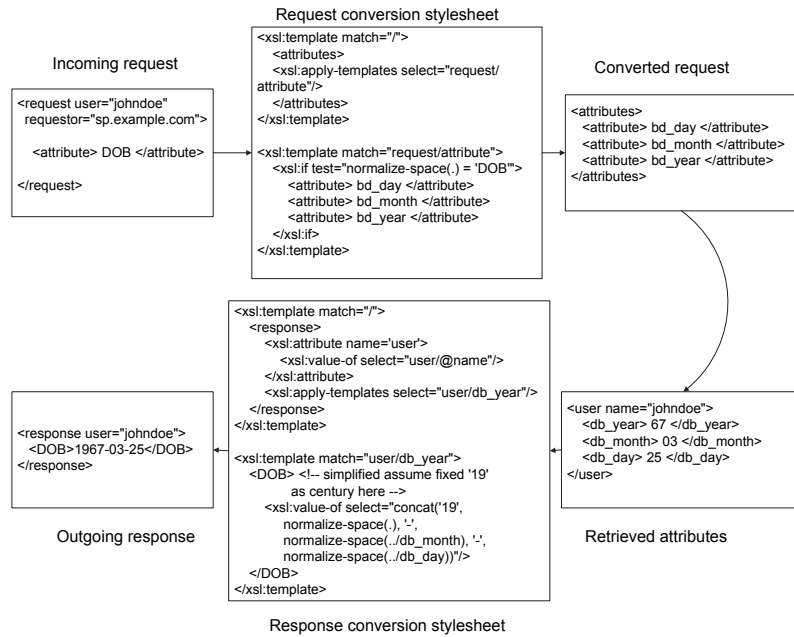 Request conversion stylesheet
Incoming request
<request user="johndoe"
requestor="sp.example.com">
<attribute> DOB </attribute>
</request>
<xsl:template match="/">
<attributes>
<xsl:apply-templates select="request/
attribute"/>
</attributes>
</xsl:template>
<xsl:template match="request/attribute">
<xsl:if test="normalize-space(.) = 'DOB'">
<attribute> bd_day </attribute>
<attribute> bd_month </attribute>
<attribute> bd_year </attribute>
</xsl:if>
</xsl:template>
Converted request
<attributes>
<attribute> bd_day </attribute>
<attribute> bd_month </attribute>
<attribute> bd_year </attribute>
</attributes>
<user name="johndoe">
<db_year> 67 </db_year>
<db_month> 03 </db_month>
<db_day> 25 </db_day>
</user>
Retrieved attributes
<xsl:template match="/">
<response>
<xsl:attribute name='user'>
<xsl:value-of select="user/@name"/>
</xsl:attribute>
<xsl:apply-templates select="user/db_year"/>
</response>
</xsl:template>
<xsl:template match="user/db_year">
<DOB> <!-- simplified assume fixed '19'
as century here -->
<xsl:value-of select="concat('19',
normalize-space(.), '-',
normalize-space(../db_month), '-',
normalize-space(../db_day))"/>
</DOB>
</xsl:template>
Response conversion stylesheet
<response user="johndoe">
<DOB>1967-03-25</DOB>
</response>
Outgoing response